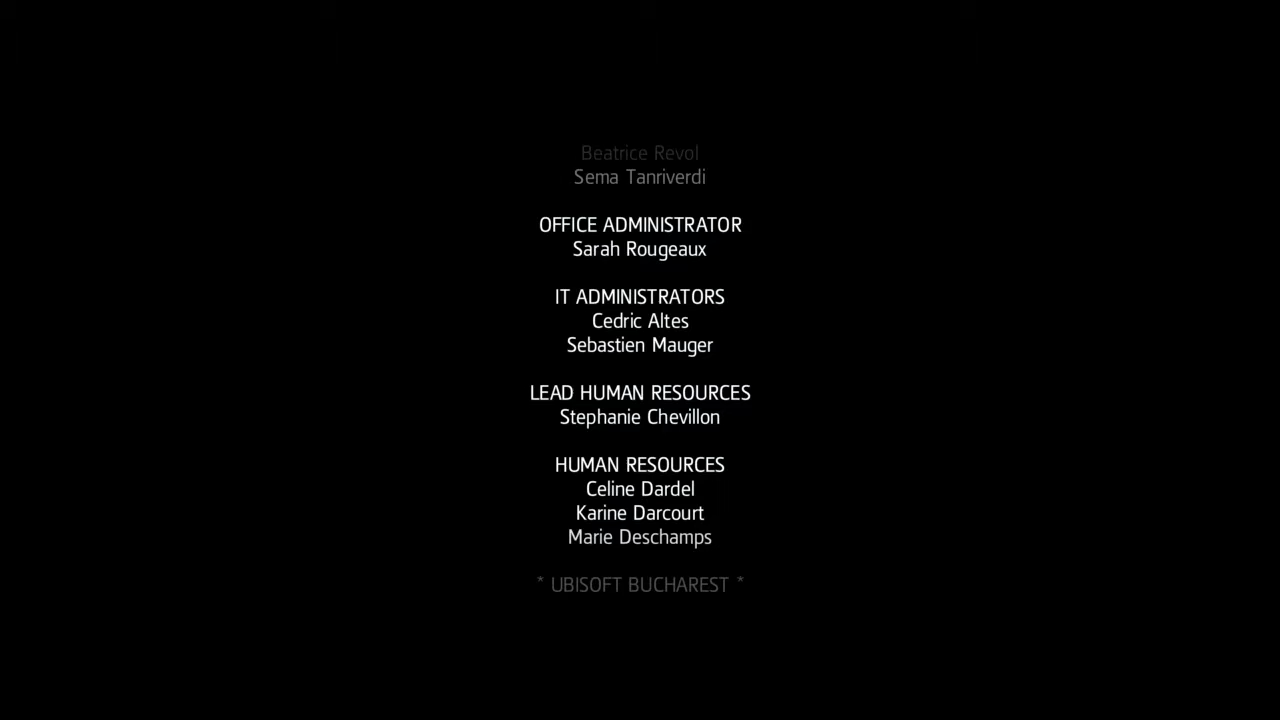 Beatrice Revol
Sema Tanriverdi
OFFICE ADMINISTRATOR
Sarah Rougeaux
IT ADMINISTRATORS
Cedric Altes
Sebastien Mauger
LEAD HUMAN RESOURCES
Stephanie Chevillon
HUMAN RESOURCES
Celine Dardel
Karine Darcourt
Marie Deschamps
* UBISOFT BUCHAREST *